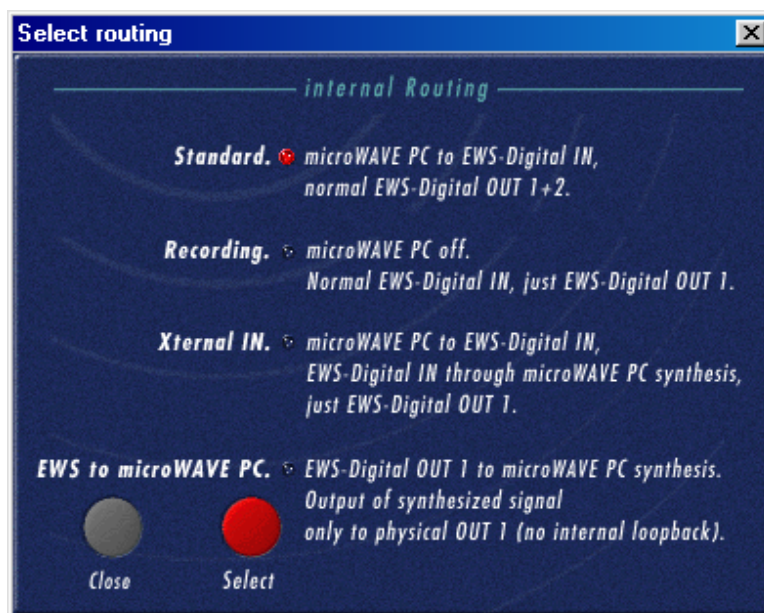 Select routing
internal Routing
Standard. microWAVE PC to EWS-Digital IN,
normal EWS-Digital OUT 1+2.
Recording. microWAVE PC off.
Normal EWS-Digital IN, just EWS-Digital OUT 1.
Xternal IN. microWAVE PC to EWS-Digital IN,
EWS-Digital IN through microWAVE PC synthesis,
just EWS-Digital OUT 1.
EWS to microWAVE PC. EWS-Digital OUT 1 to microWAVE PC synthesis.
Output of synthesized signal
only to physical OUT 1 (no internal loopback).
Close Select